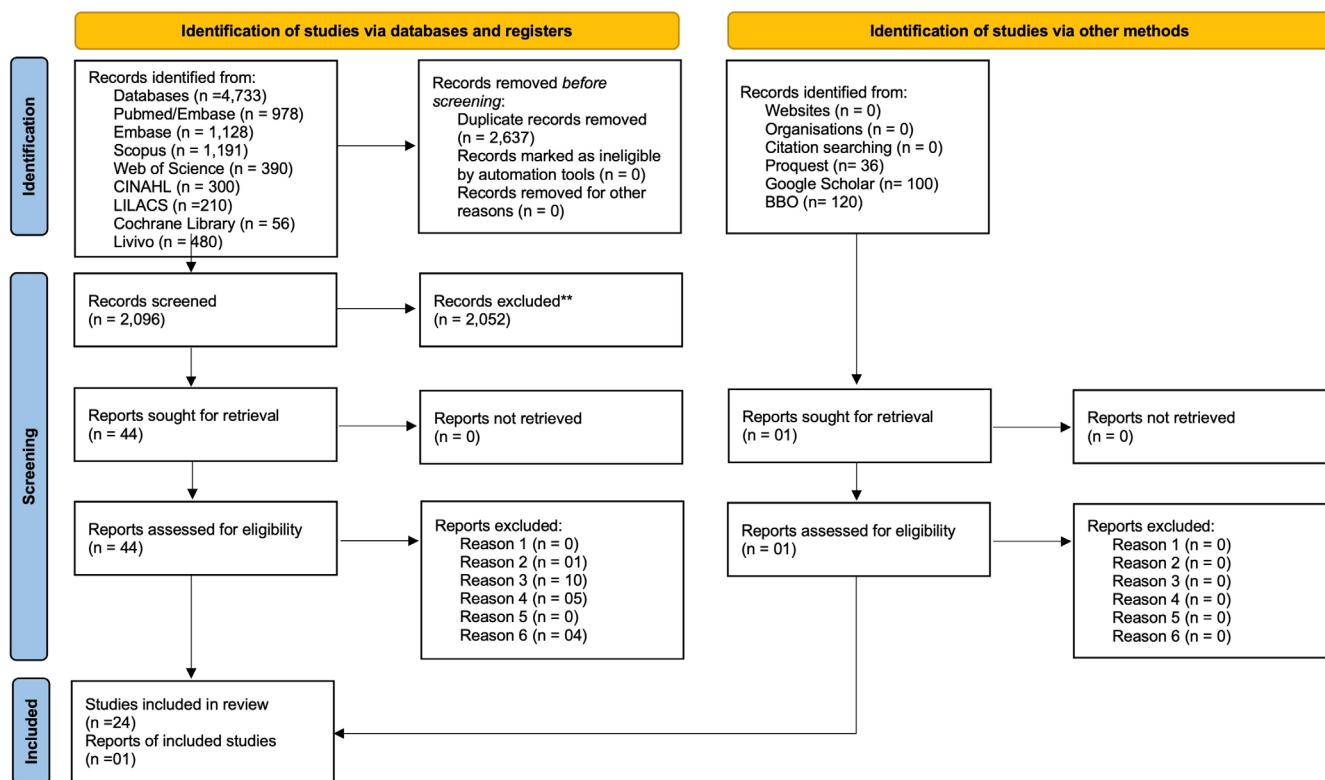 Identification of studies via databases and registers
Identification of studies via other methods
Identification
Records identified from:
Databases (n =4,733)
Pubmed/Embase (n = 978)
Embase (n = 1,128)
Scopus (n = 1,191)
Web of Science (n = 390)
CINAHL (n = 300)
LILACS (n =210)
Cochrane Library (n = 56)
Livivo (n = 480)
Records removed before
screening:
Duplicate records removed
(n = 2,637)
Records marked as ineligible
by automation tools (n = 0)
Records removed for other
reasons (n = 0)
Records identified from:
Websites (n = 0)
Organisations (n = 0)
Citation searching (n = 0)
Proquest (n= 36)
Google Scholar (n= 100)
BBO (n= 120)
Screening
Records screened
(n = 2,096)
Records excluded**
(n = 2,052)
Reports sought for retrieval
(n = 44)
Reports not retrieved
(n = 0)
Reports sought for retrieval
(n = 01)
Reports not retrieved
(n = 0)
Reports assessed for eligibility
(n = 44)
Reports excluded:
Reason 1 (n = 0)
Reason 2 (n = 01)
Reason 3 (n = 10)
Reason 4 (n = 05)
Reason 5 (n = 0)
Reason 6 (n = 04)
Reports assessed for eligibility
(n = 01)
Reports excluded:
Reason 1 (n = 0)
Reason 2 (n = 0)
Reason 3 (n = 0)
Reason 4 (n = 0)
Reason 5 (n = 0)
Reason 6 (n = 0)
Included
Studies included in review
(n =24)
Reports of included studies
(n =01)